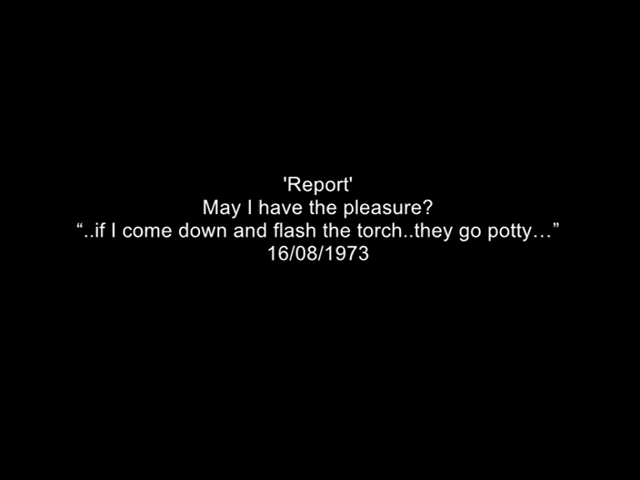 'Report'
May I have the pleasure?
“..if I come down and flash the torch..they go potty…”
16/08/1973